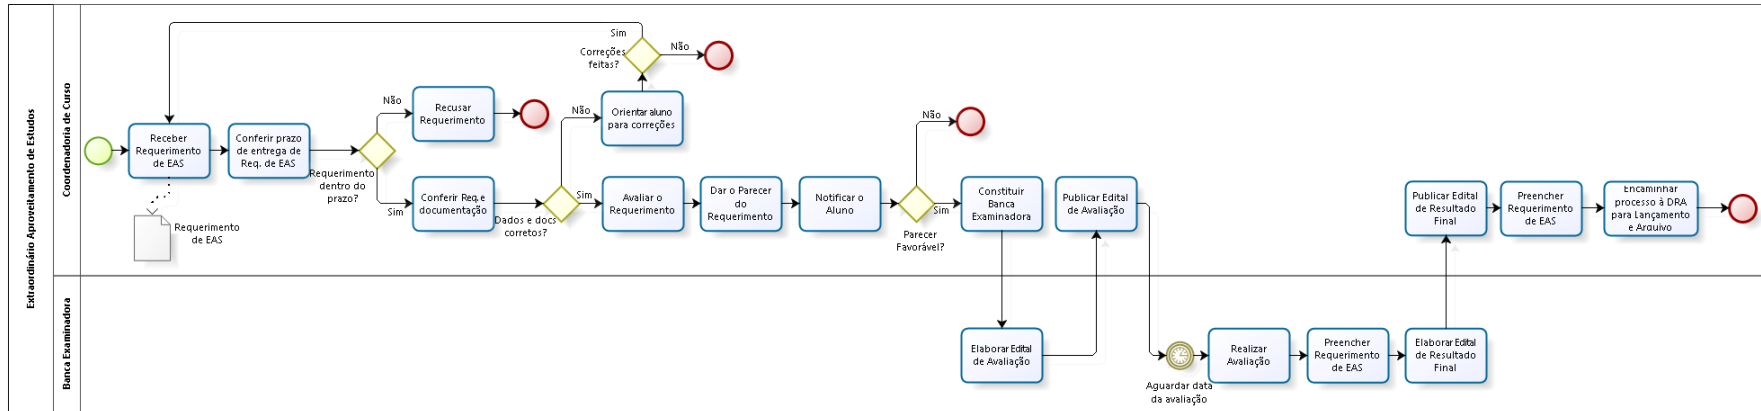 Extraordinário Aproveitamento de Estudos
Coordenadoria de Curso
Receber
Requerimento
de EAS
Requerimento
de EAS
Conferir prazo
de entrega de
Req. de EAS
Requerimento
dentro do
prazo?
Não
Sim
Recusar
Requerimento
Conferir Req. e
documentação
Dados e docs
corretos?
Não
Sim
Orientar aluno
para correções
Correções
feitas?
Sim
Não
Avaliar o
Requerimento
Dar o Parecer
do
Requerimento
Notificar o
Aluno
Parecer
Favorável?
Não
Sim
Constituir
Banca
Examinadora
Publicar Edital
de Avaliação
Publicar Edital
de Resultado
Final
Preencher
Requerimento
de EAS
Encaminhar
processo à DRA
para Lançamento
e Arquivo
Banca Examinadora
Elaborar Edital
de Avaliação
Aguardar data
da avaliação
Realizar
Avaliação
Preencher
Requerimento
de EAS
Elaborar Edital
de Resultado
Final